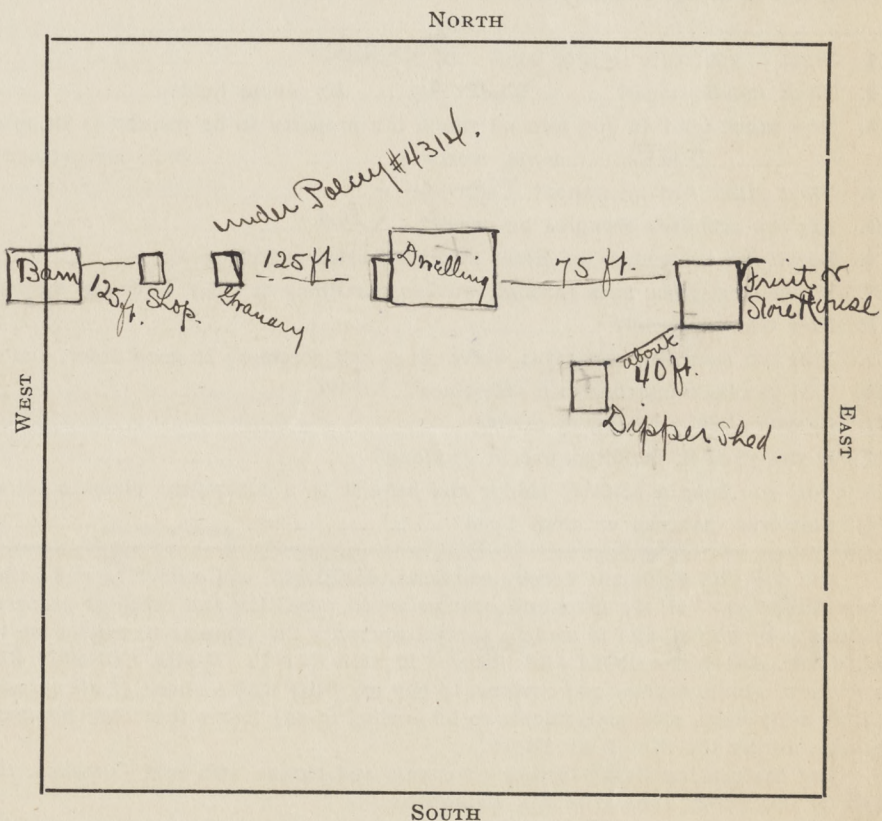 NORTH
under Policy #4314.
Barn
125 ft.
Shop.
Granary
125 ft.
Dwelling
75 ft.
Fruit or
Store House
about
40 ft.
Dipper Shed.
WEST
EAST
SOUTH